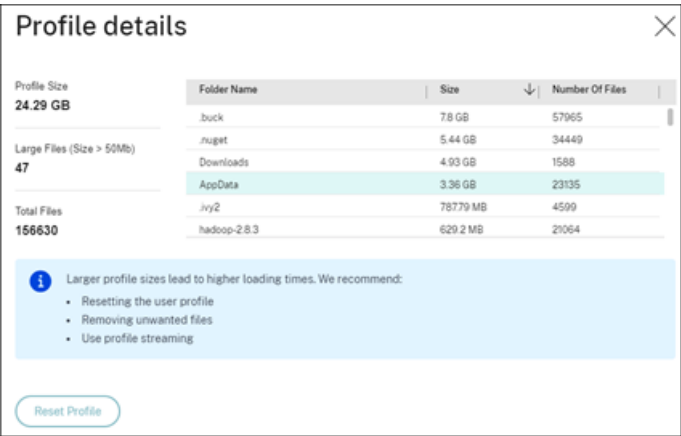 Profile details
Profile Size
24.29 GB
Large Files (Size > 50Mb)
47
Total Files
156630
Folder Name Size Number Of Files
.buck 7.8 GB 57965
.nuget 5.44 GB 34449
Downloads 4.93 GB 1588
AppData 3.36 GB 23135
.ivy2 787.79 MB 4599
hadoop-2.8.3 629.2 MB 21064
Larger profile sizes lead to higher loading times. We recommend:
• Resetting the user profile
• Removing unwanted files
• Use profile streaming
Reset Profile